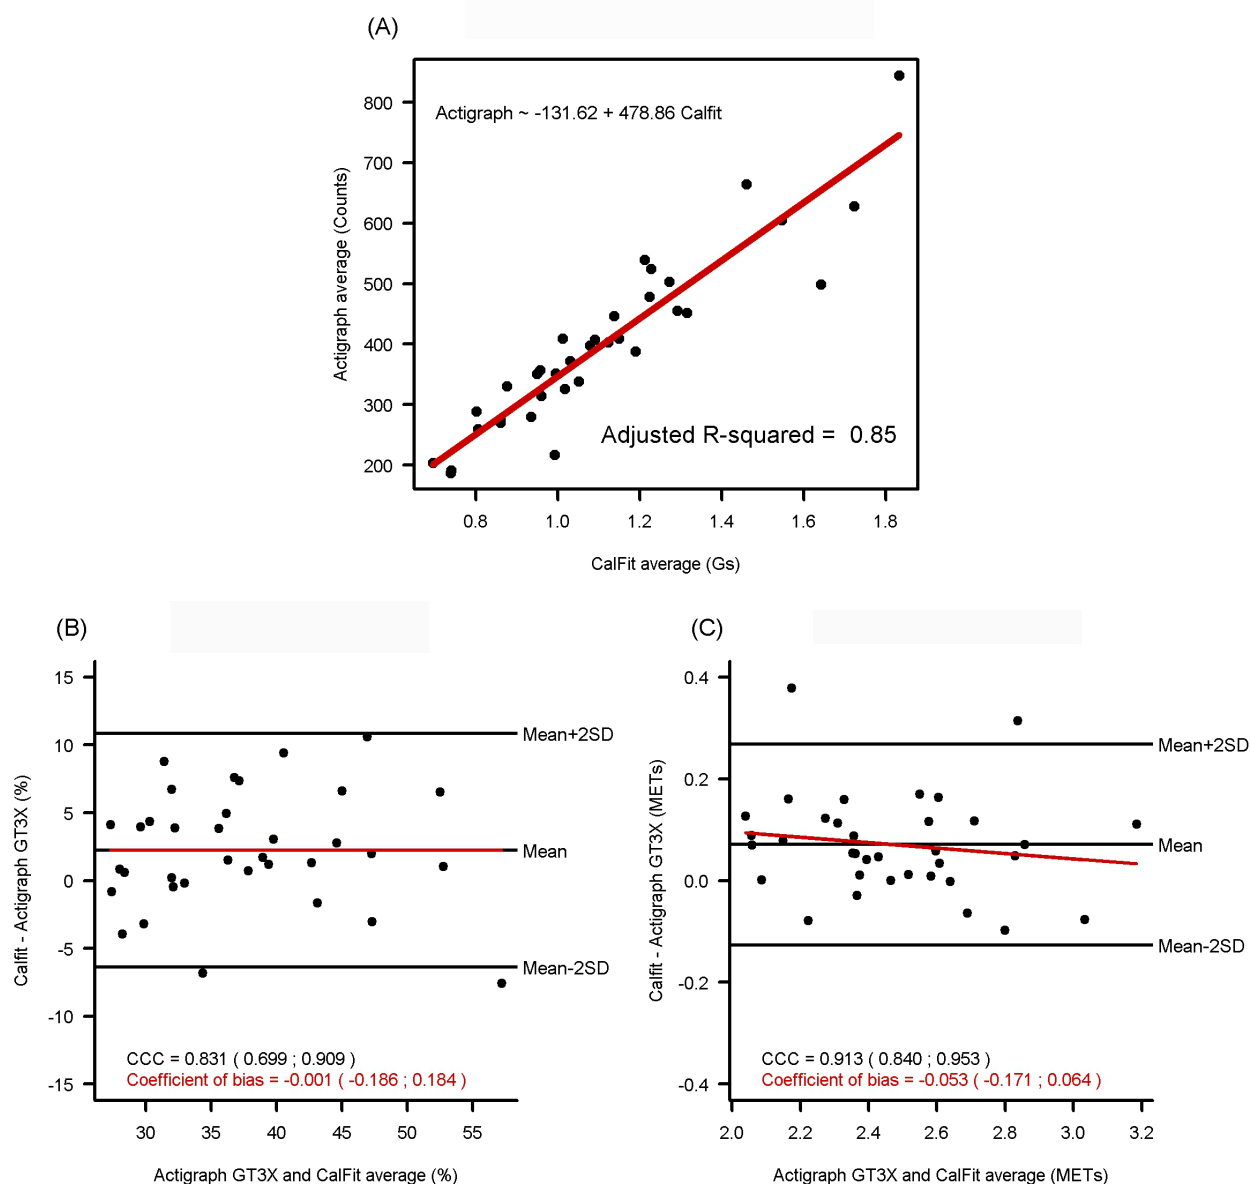 (A)
Actigraph ~ -131.62 + 478.86 Calfit
Adjusted R-squared =  0.85
Actigraph average (Counts)
800
700
600
500
400
300
200
0.8 1.0 1.2 1.4 1.6 1.8
CalFit average (Gs)
(B)
Calfit - Actigraph GT3X (%)
15
10
5
0
-5
-10
-15
Mean+2SD
Mean
Mean-2SD
CCC = 0.831 ( 0.699 ; 0.909 )
Coefficient of bias = -0.001 ( -0.186 ; 0.184 )
30 35 40 45 50 55
Actigraph GT3X and CalFit average (%)
(C)
Calfit - Actigraph GT3X (METs)
0.4
0.2
0.0
-0.2
-0.4
Mean+2SD
Mean
Mean-2SD
CCC = 0.913 ( 0.840 ; 0.953 )
Coefficient of bias = -0.053 ( -0.171 ; 0.064 )
2.0 2.2 2.4 2.6 2.8 3.0 3.2
Actigraph GT3X and CalFit average (METs)